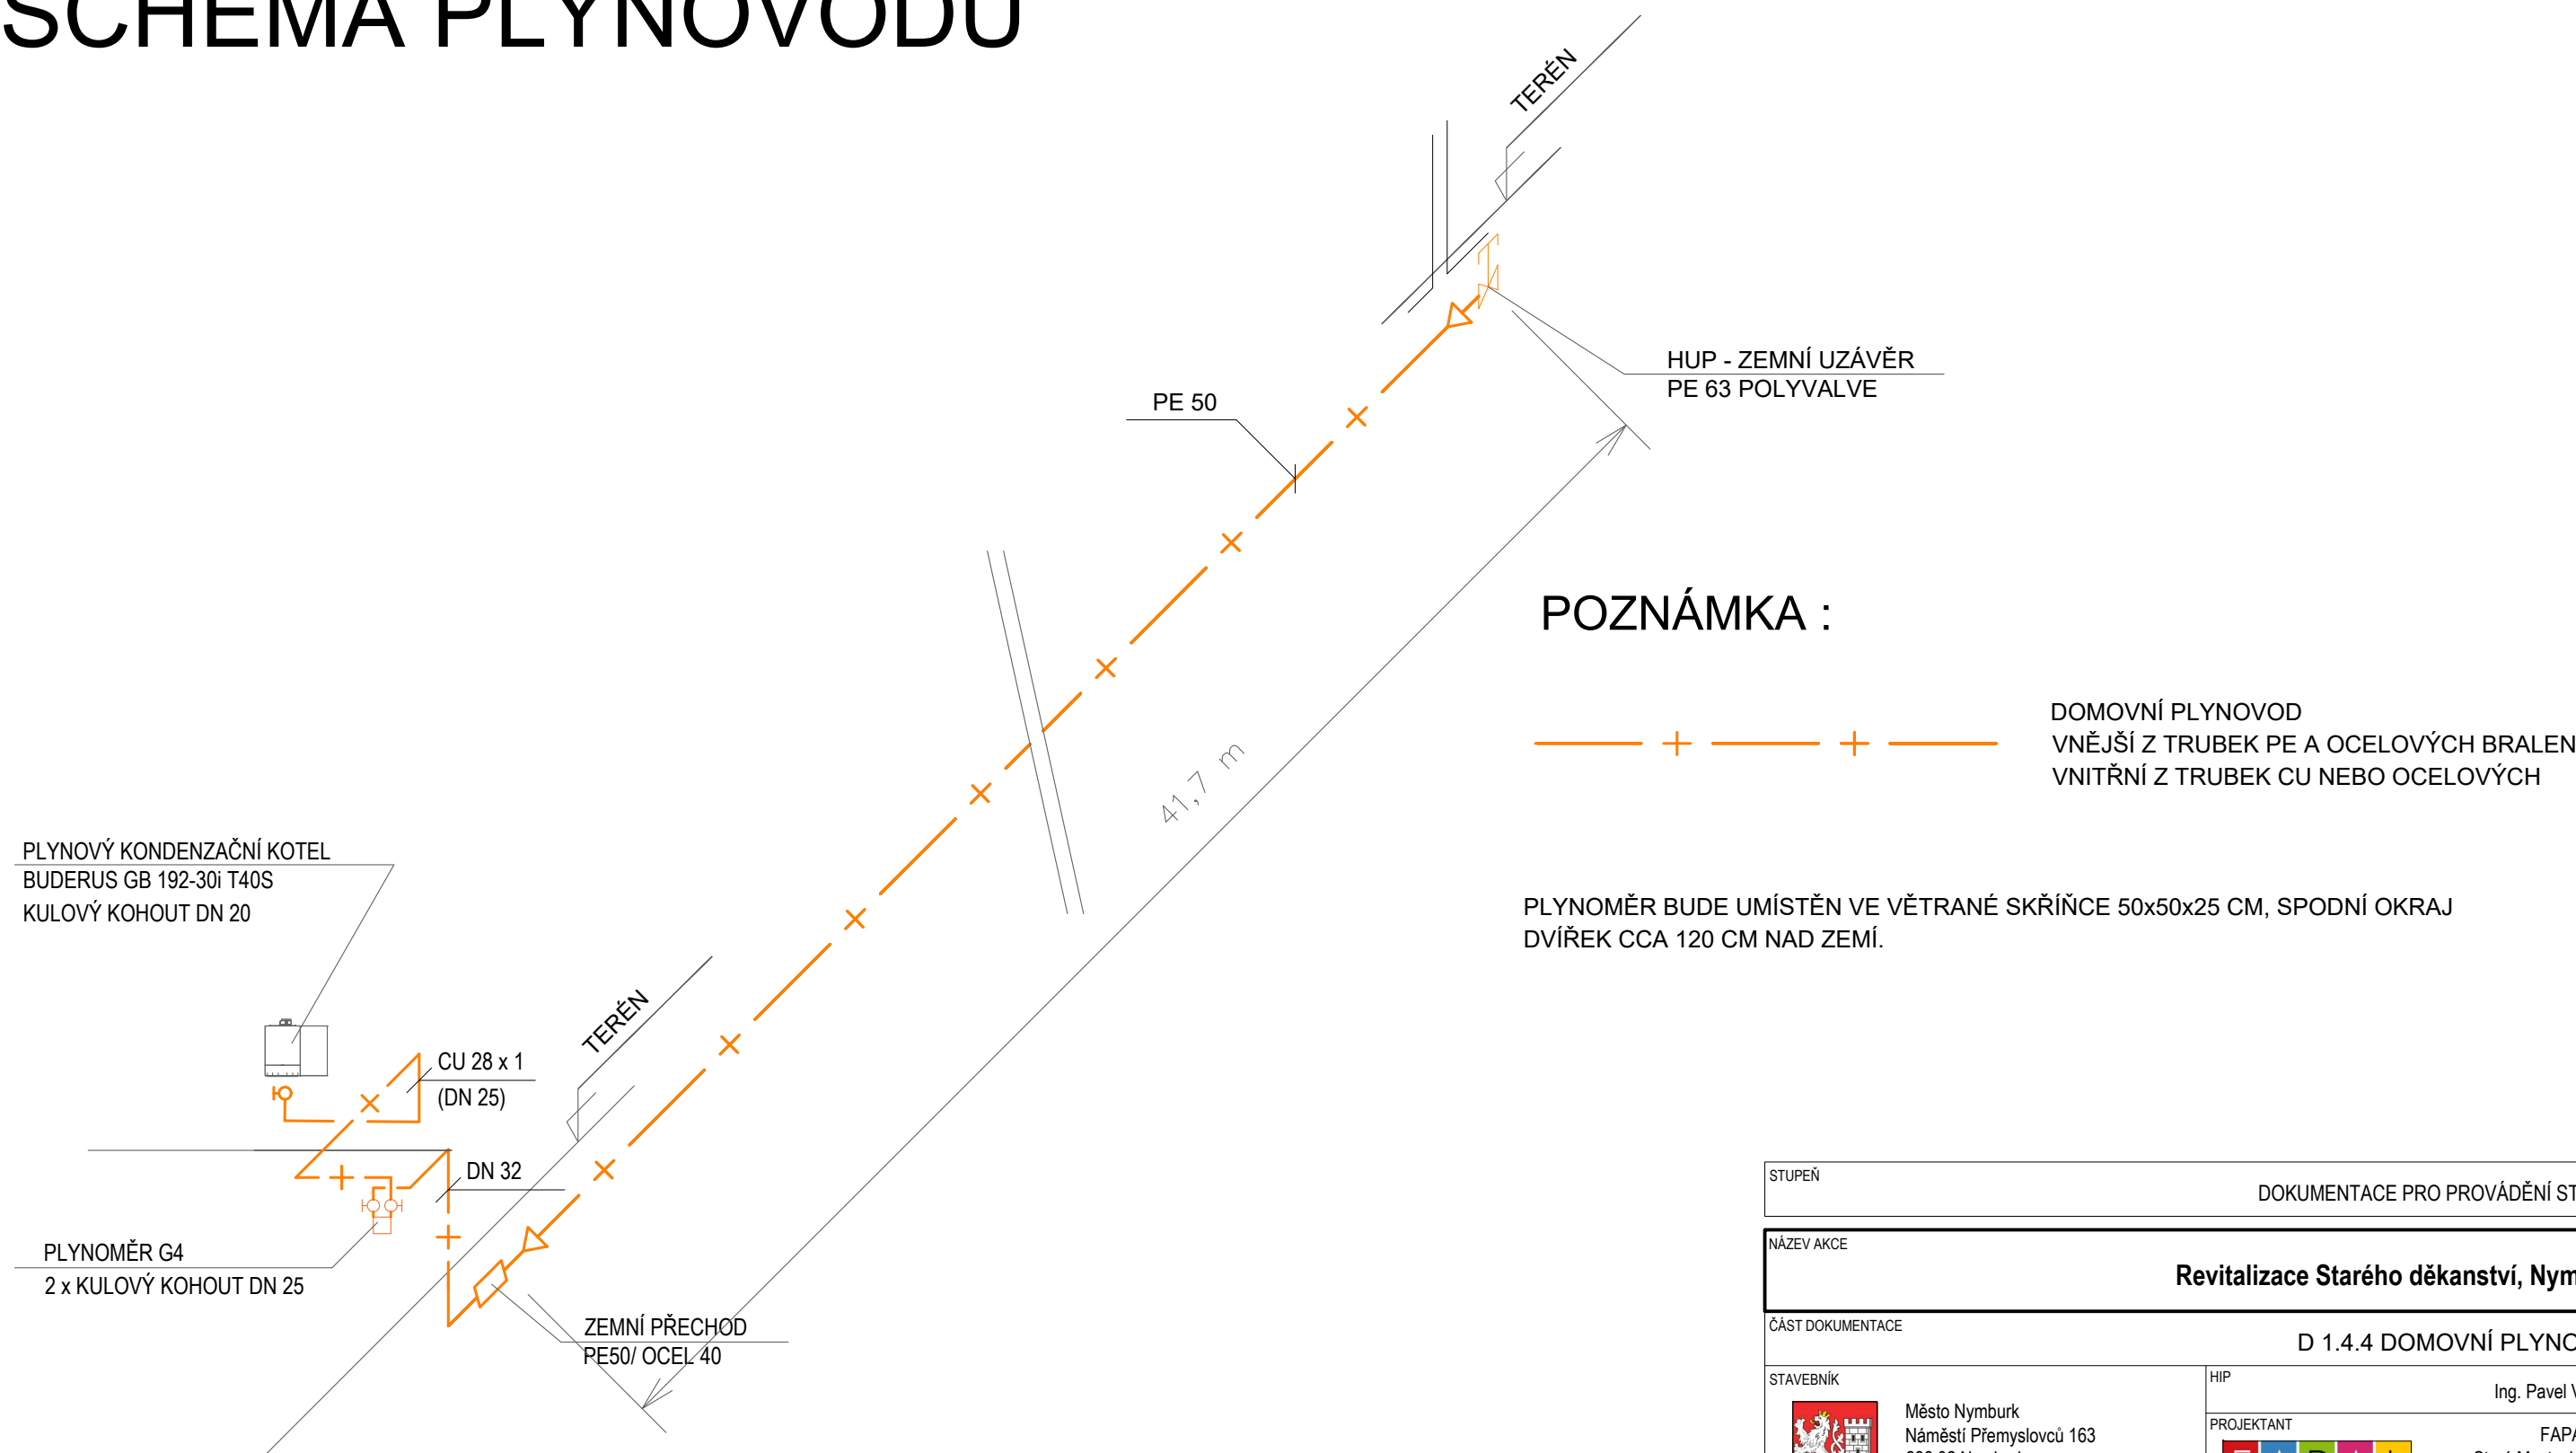 SCHÉMA PLYNOVODU
TERÉN
HUP - ZEMNÍ UZÁVĚR
PE 63 POLYVALVE
PE 50
POZNÁMKA :
DOMOVNÍ PLYNOVOD
VNĚJŠÍ Z TRUBEK PE A OCELOVÝCH BRALEN
VNITŘNÍ Z TRUBEK CU NEBO OCELOVÝCH
41,7 m
PLYNOVÝ KONDENZAČNÍ KOTEL
BUDERUS GB 192-30i T40S
KULOVÝ KOHOUT DN 20
PLYNOMĚR BUDE UMÍSTĚN VE VĚTRANÉ SKŘÍŇCE 50x50x25 CM, SPODNÍ OKRAJ
DVÍŘEK CCA 120 CM NAD ZEMÍ.
TERÉN
CU 28 x 1
(DN 25)
DN 32
PLYNOMĚR G4
2 x KULOVÝ KOHOUT DN 25
ZEMNÍ PŘECHOD
PE50/ OCEL 40
STUPEŇ
DOKUMENTACE PRO PROVÁDĚNÍ
NÁZEV AKCE
Revitalizace Starého děkanství,
ČÁST DOKUMENTACE
D 1.4.4 DOMOVNÍ
STAVEBNÍK
Město Nymburk
Náměstí Přemyslovců 163
HIP
Ing. Pavel
PROJEKTANT